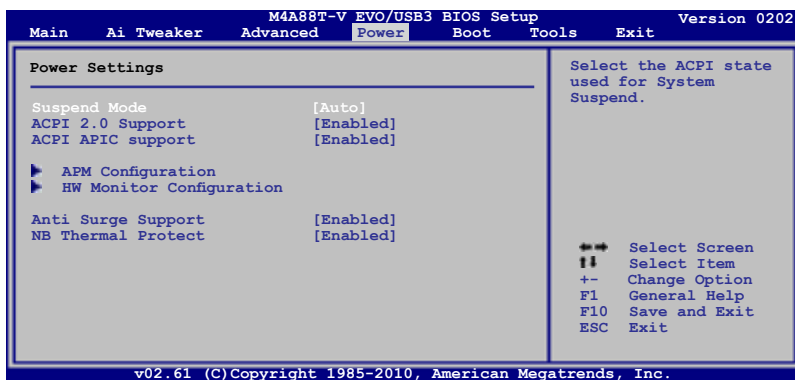 M4A88T-V EVO/USB3 BIOS Setup Version 0202
Main Ai Tweaker Advanced Power Boot Tools Exit
Power Settings
Suspend Mode [Auto]
ACPI 2.0 Support [Enabled]
ACPI APIC support [Enabled]
APM Configuration
HW Monitor Configuration
Anti Surge Support [Enabled]
NB Thermal Protect [Enabled]
Select the ACPI state
used for System
Suspend.
Select Screen
Select Item
+- Change Option
F1 General Help
F10 Save and Exit
ESC Exit
v02.61 (C)Copyright 1985-2010, American Megatrends, Inc.